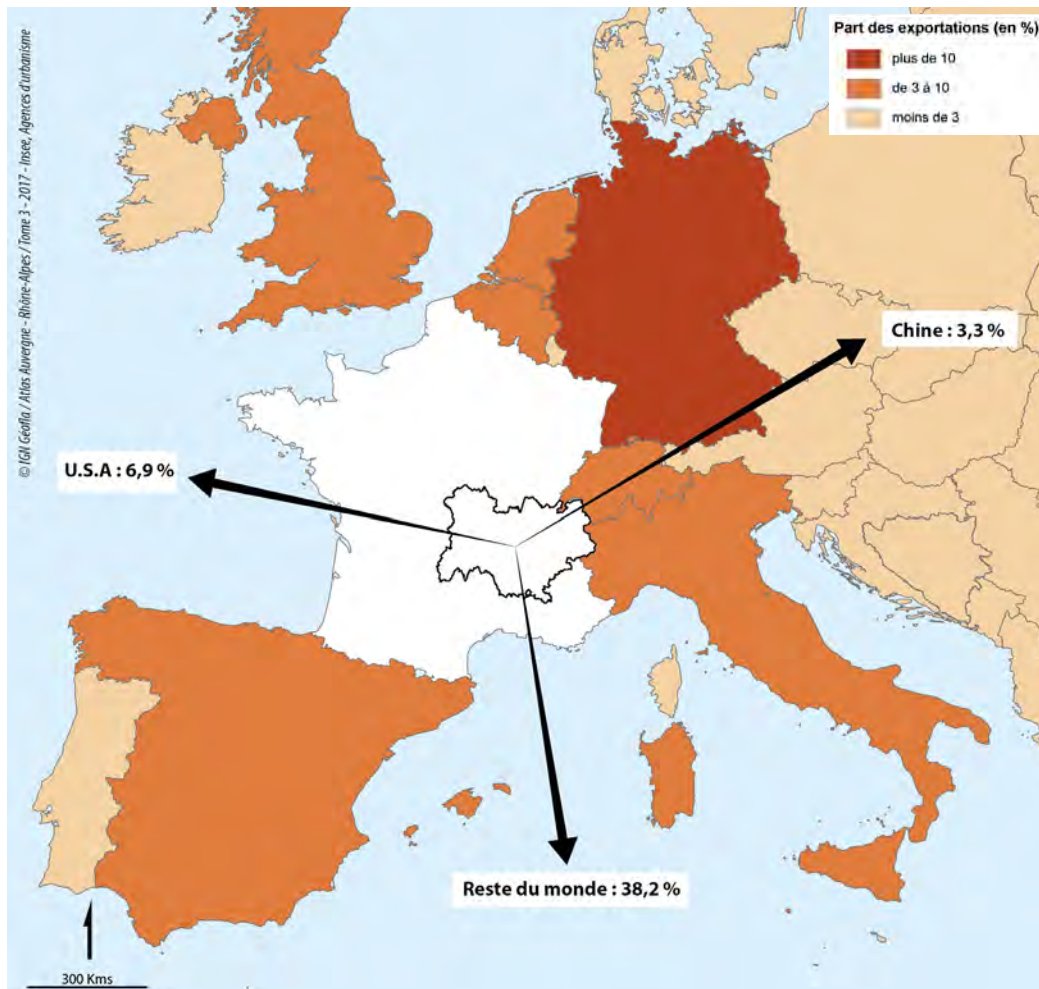 © IGN Géofla / Atlas Auvergne - Rhône-Alpes / Tome 3 - 2017 - Insee, Agences d'urbanisme
Part des exportations (en %)
plus de 10
de 3 à 10
moins de 3
Chine : 3,3 %
U.S.A : 6,9 %
Reste du monde : 38,2 %
300 Kms